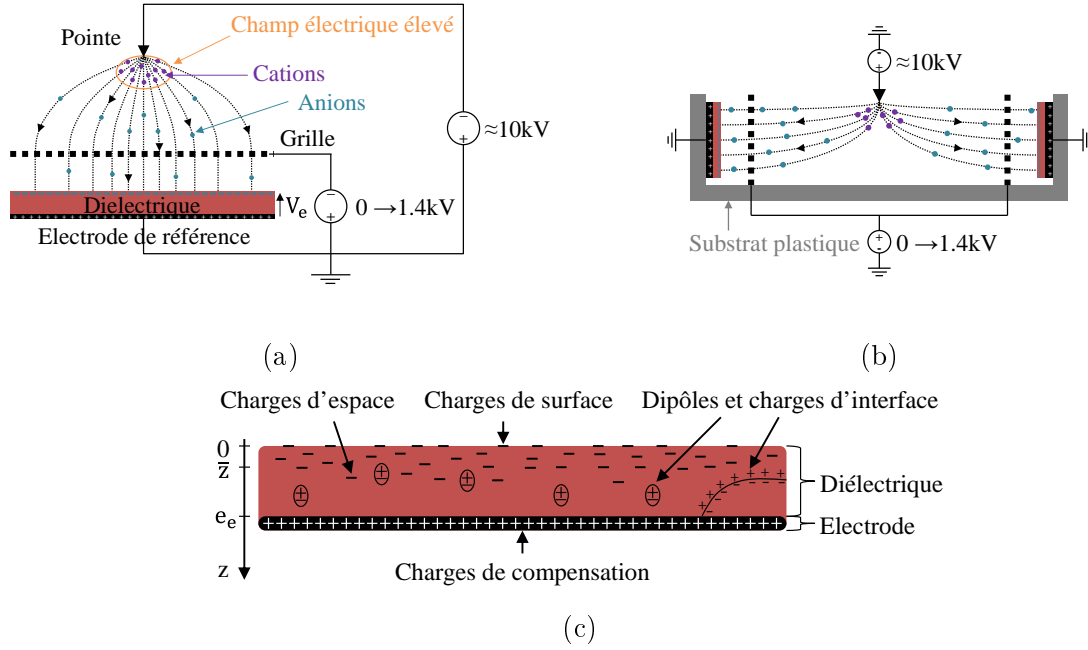 Pointe
Champ électrique élevé
Cations
Anions
Grille
≈10kV
Dielectrique
V_e
0 →1.4kV
Electrode de référence
(a)
≈10kV
Substrat plastique
0 →1.4kV
(b)
Charges d'espace
Charges de surface
Dipôles et charges d'interface
0
z̄
e_e
z
Diélectrique
Electrode
Charges de compensation
(c)